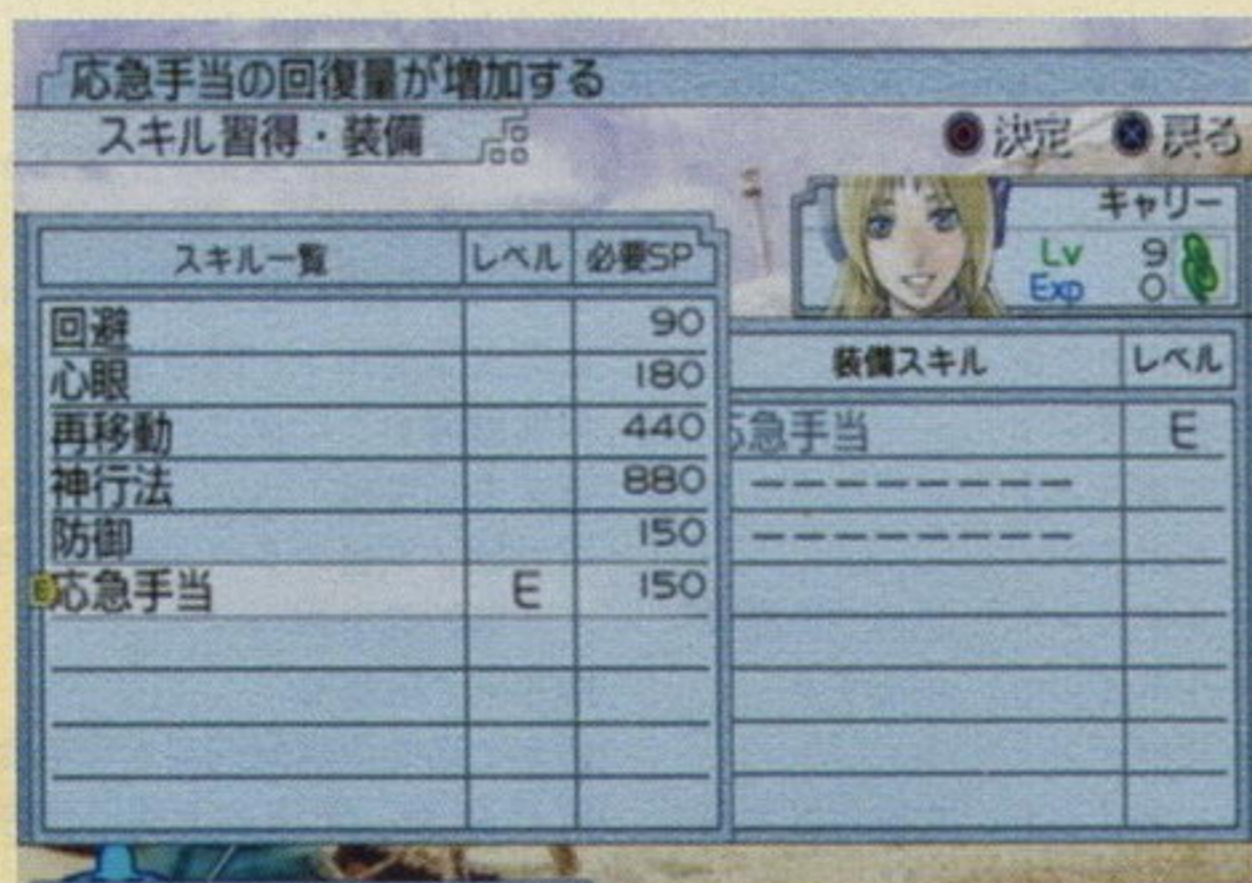 応急手当の回復量が増加する
スキル習得・装備
決定 戻る
キャリー
Lv 9
Exp 0
スキル一覧 レベル 必要SP
回避 90
心眼 180
再移動 440
神行法 880
防御 150
E 応急手当 E 150
装備スキル レベル
応急手当 E
--------
--------